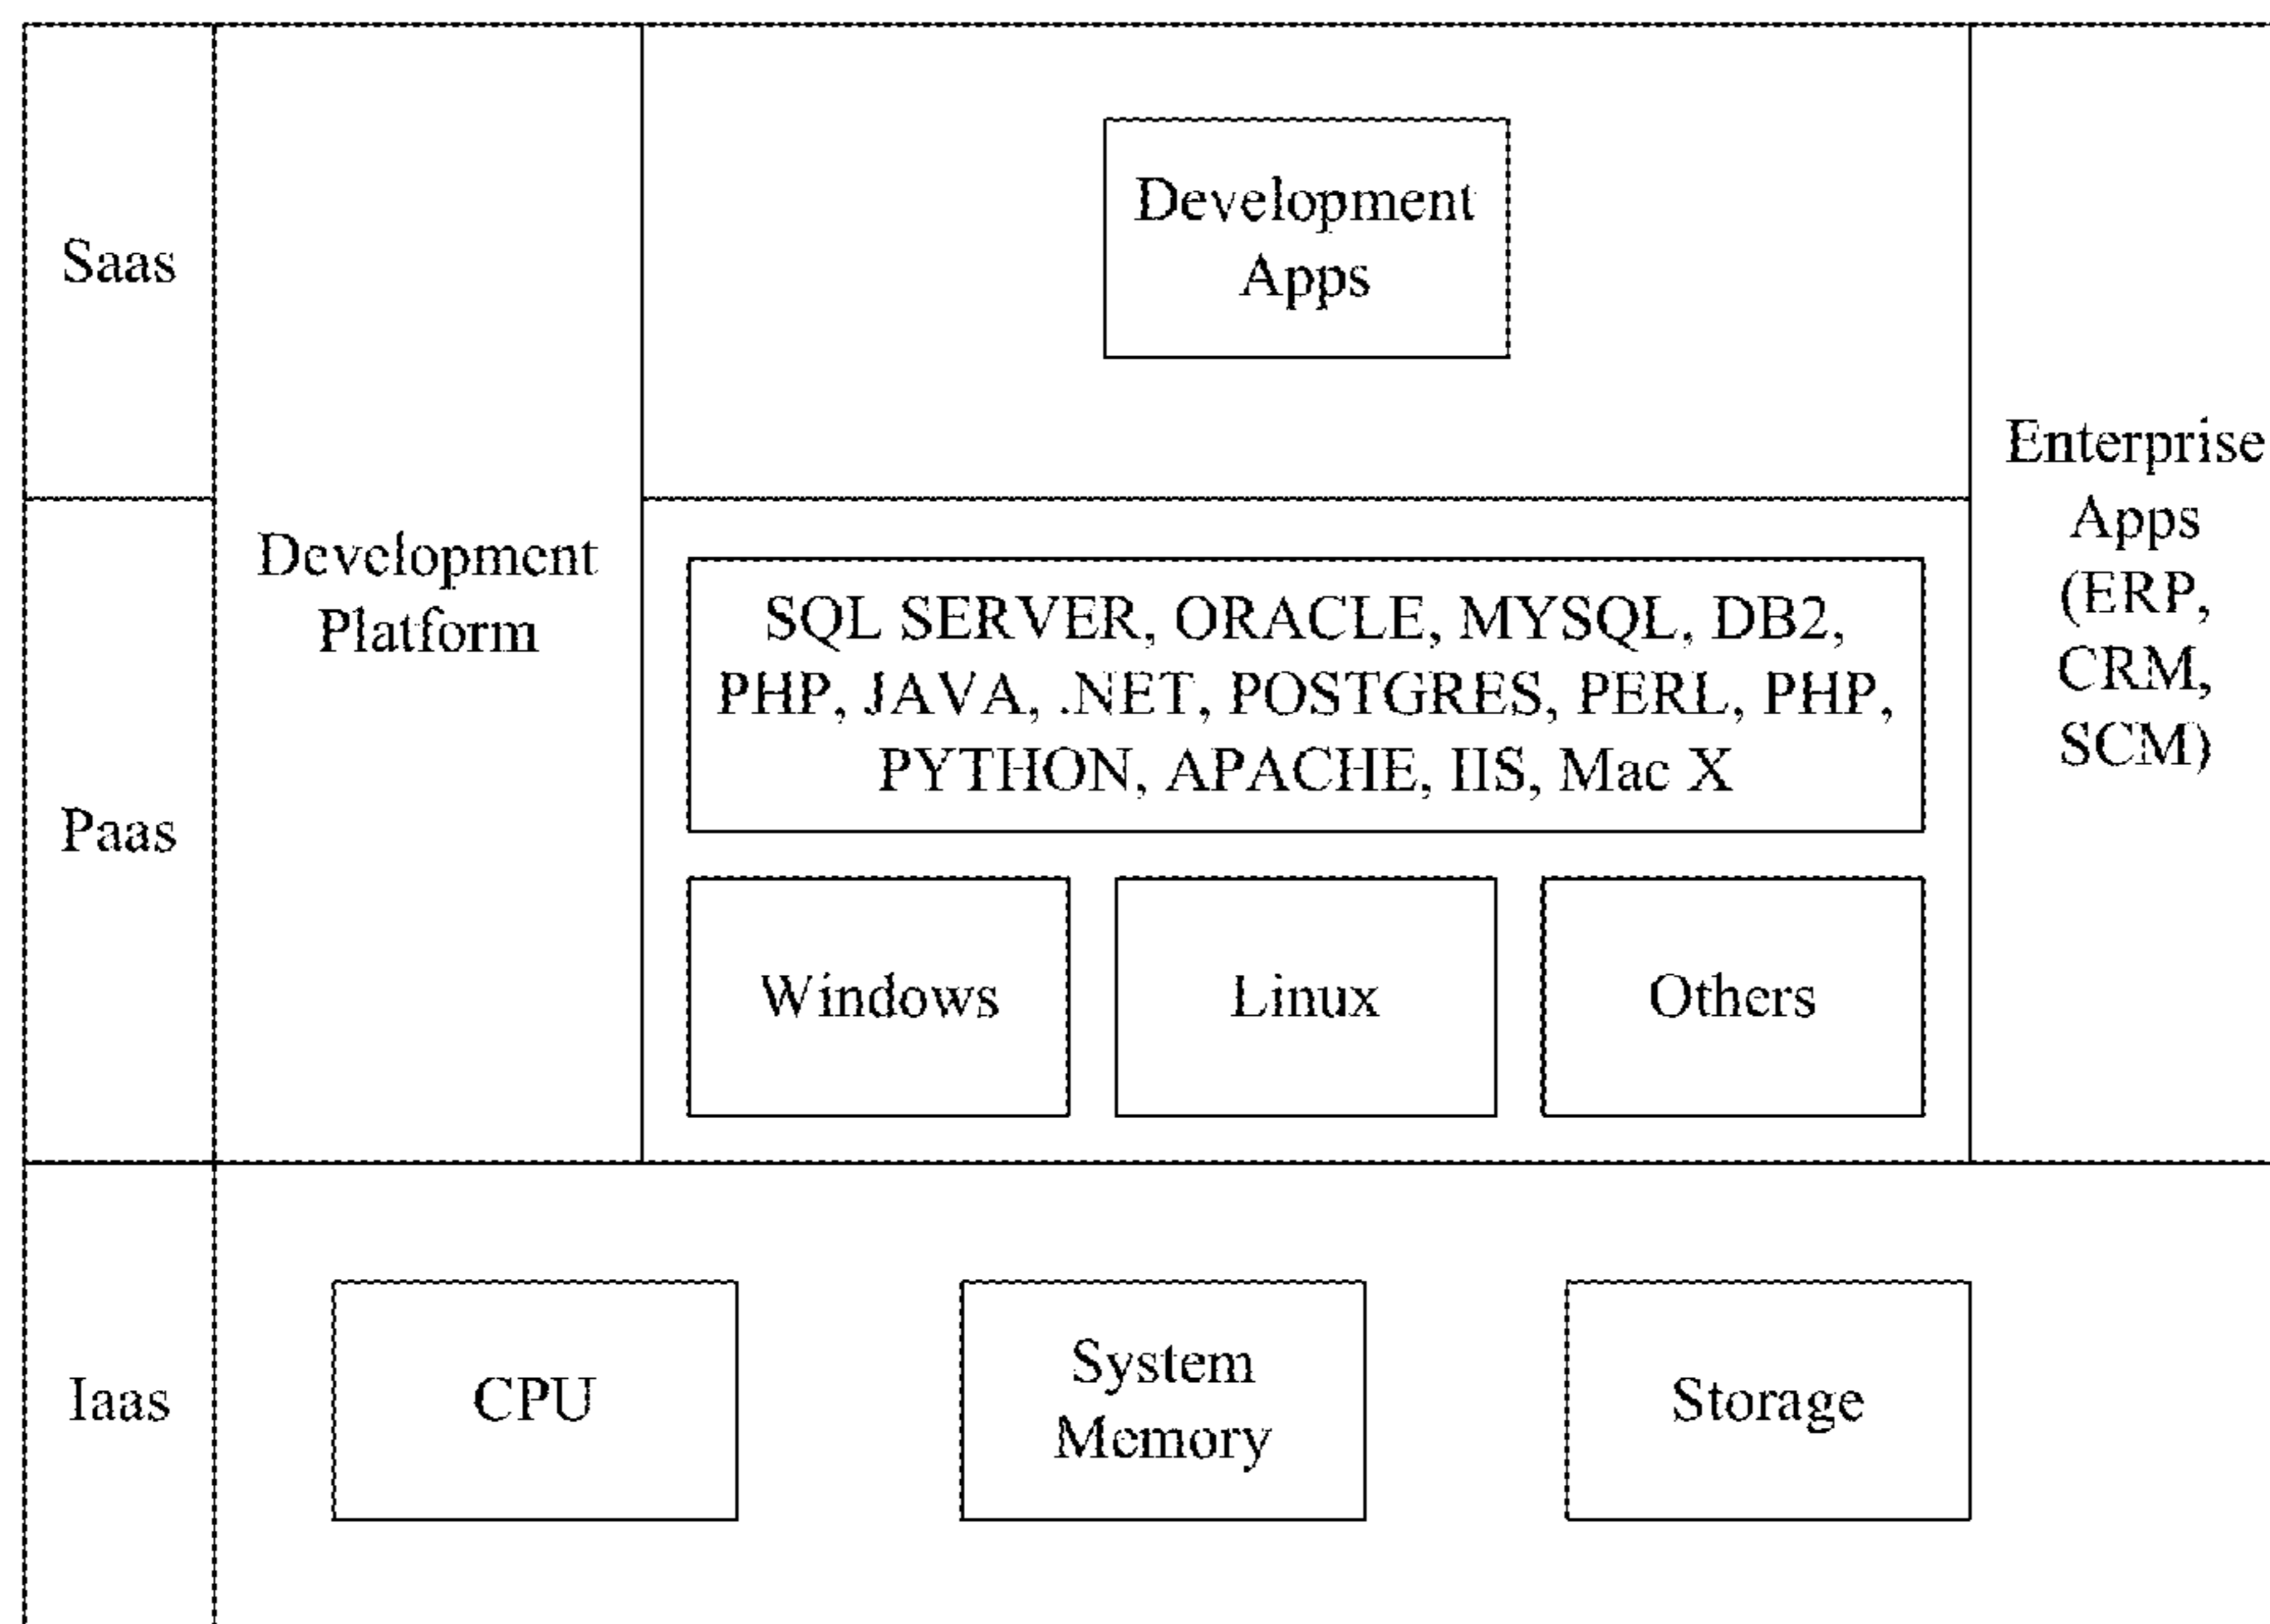 Saas
Development
Apps
Development
Platform
Enterprise
Apps
(ERP,
CRM,
SCM)
Paas
SQL SERVER, ORACLE, MYSQL, DB2,
PHP, JAVA, .NET, POSTGRES, PERL, PHP,
PYTHON, APACHE, IIS, Mac X
Windows
Linux
Others
Iaas
CPU
System
Memory
Storage